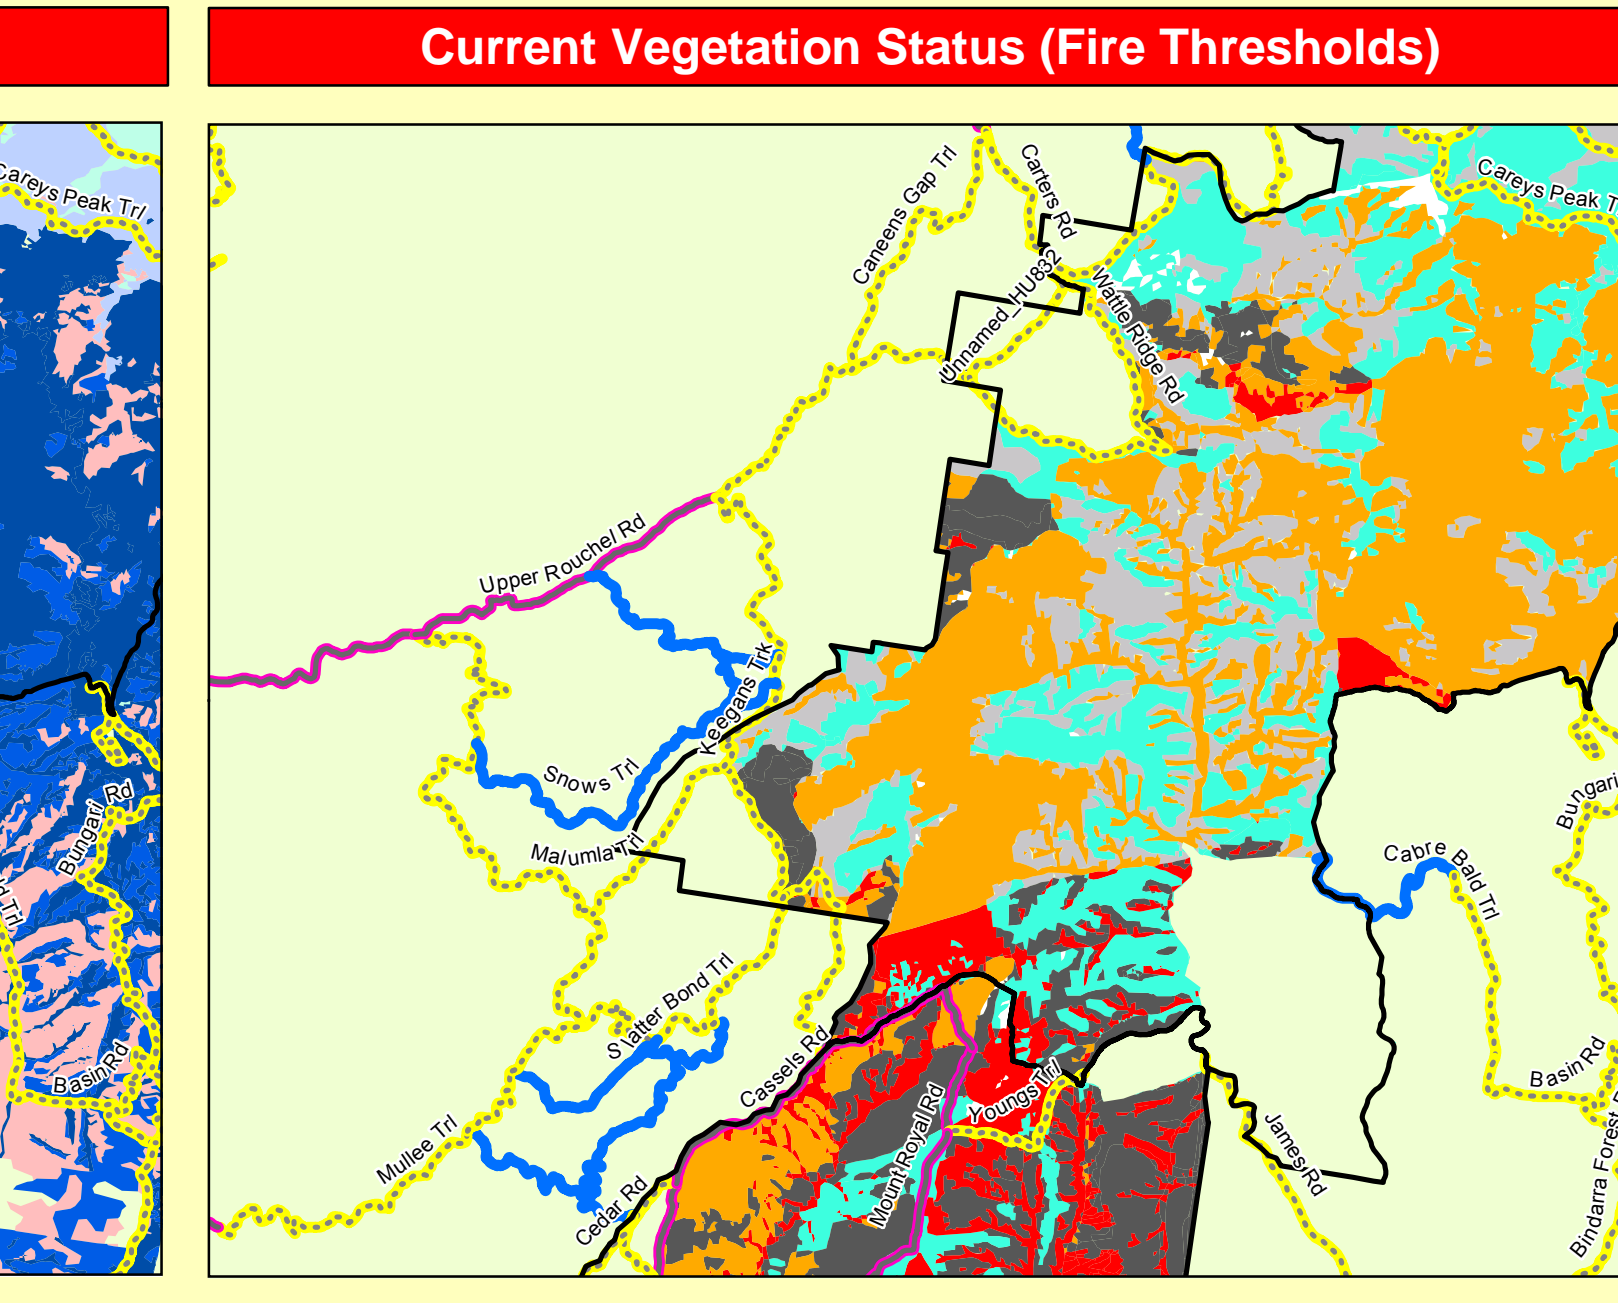 Current Vegetation Status (Fire Thresholds)
Careys Peak Trl
Bungari Rd
d Trl
Basin Rd
Caneens Gap Trl
Carters Rd
Careys Peak T
Unnamed_HU832
Wattle Ridge Rd
Upper Rouchel Rd
Keegans Trk
Snows Trl
Malumla Trl
Bungari
Cabre Bald Trl
Slatter Bond Trl
Cassels Rd
Youngs Trl
Basin Rd
Mount Royal Rd
Mullee Trl
James Rd
Cedar Rd
Bindarra Forest R